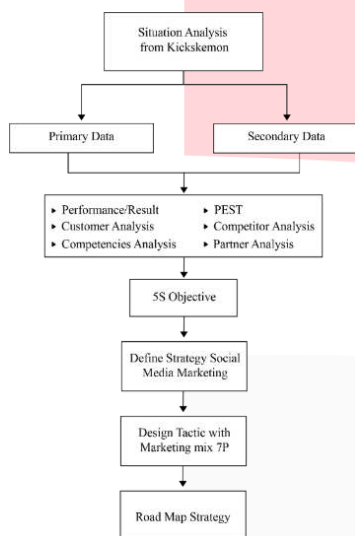 Situation Analysis
from Kickskemon
Primary Data
Secondary Data
▸ Performance/Result
▸ PEST
▸ Customer Analysis
▸ Competitor Analysis
▸ Competencies Analysis
▸ Partner Analysis
5S Objective
Define Strategy Social
Media Marketing
Design Tactic with
Marketing mix 7P
Road Map Strategy